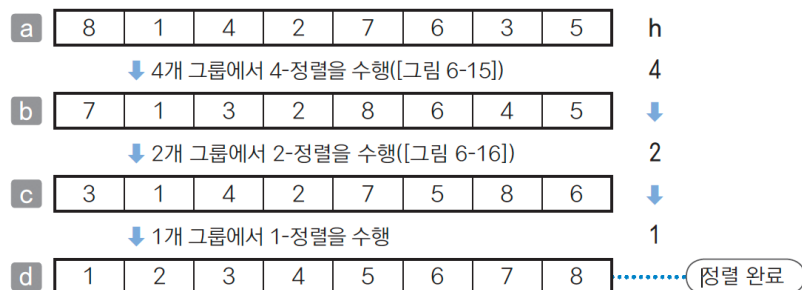 a 8 1 4 2 7 6 3 5 h
4개 그룹에서 4-정렬을 수행([그림 6-15]) 4
b 7 1 3 2 8 6 4 5
2개 그룹에서 2-정렬을 수행([그림 6-16]) 2
c 3 1 4 2 7 5 8 6
1개 그룹에서 1-정렬을 수행 1
d 1 2 3 4 5 6 7 8 정렬 완료